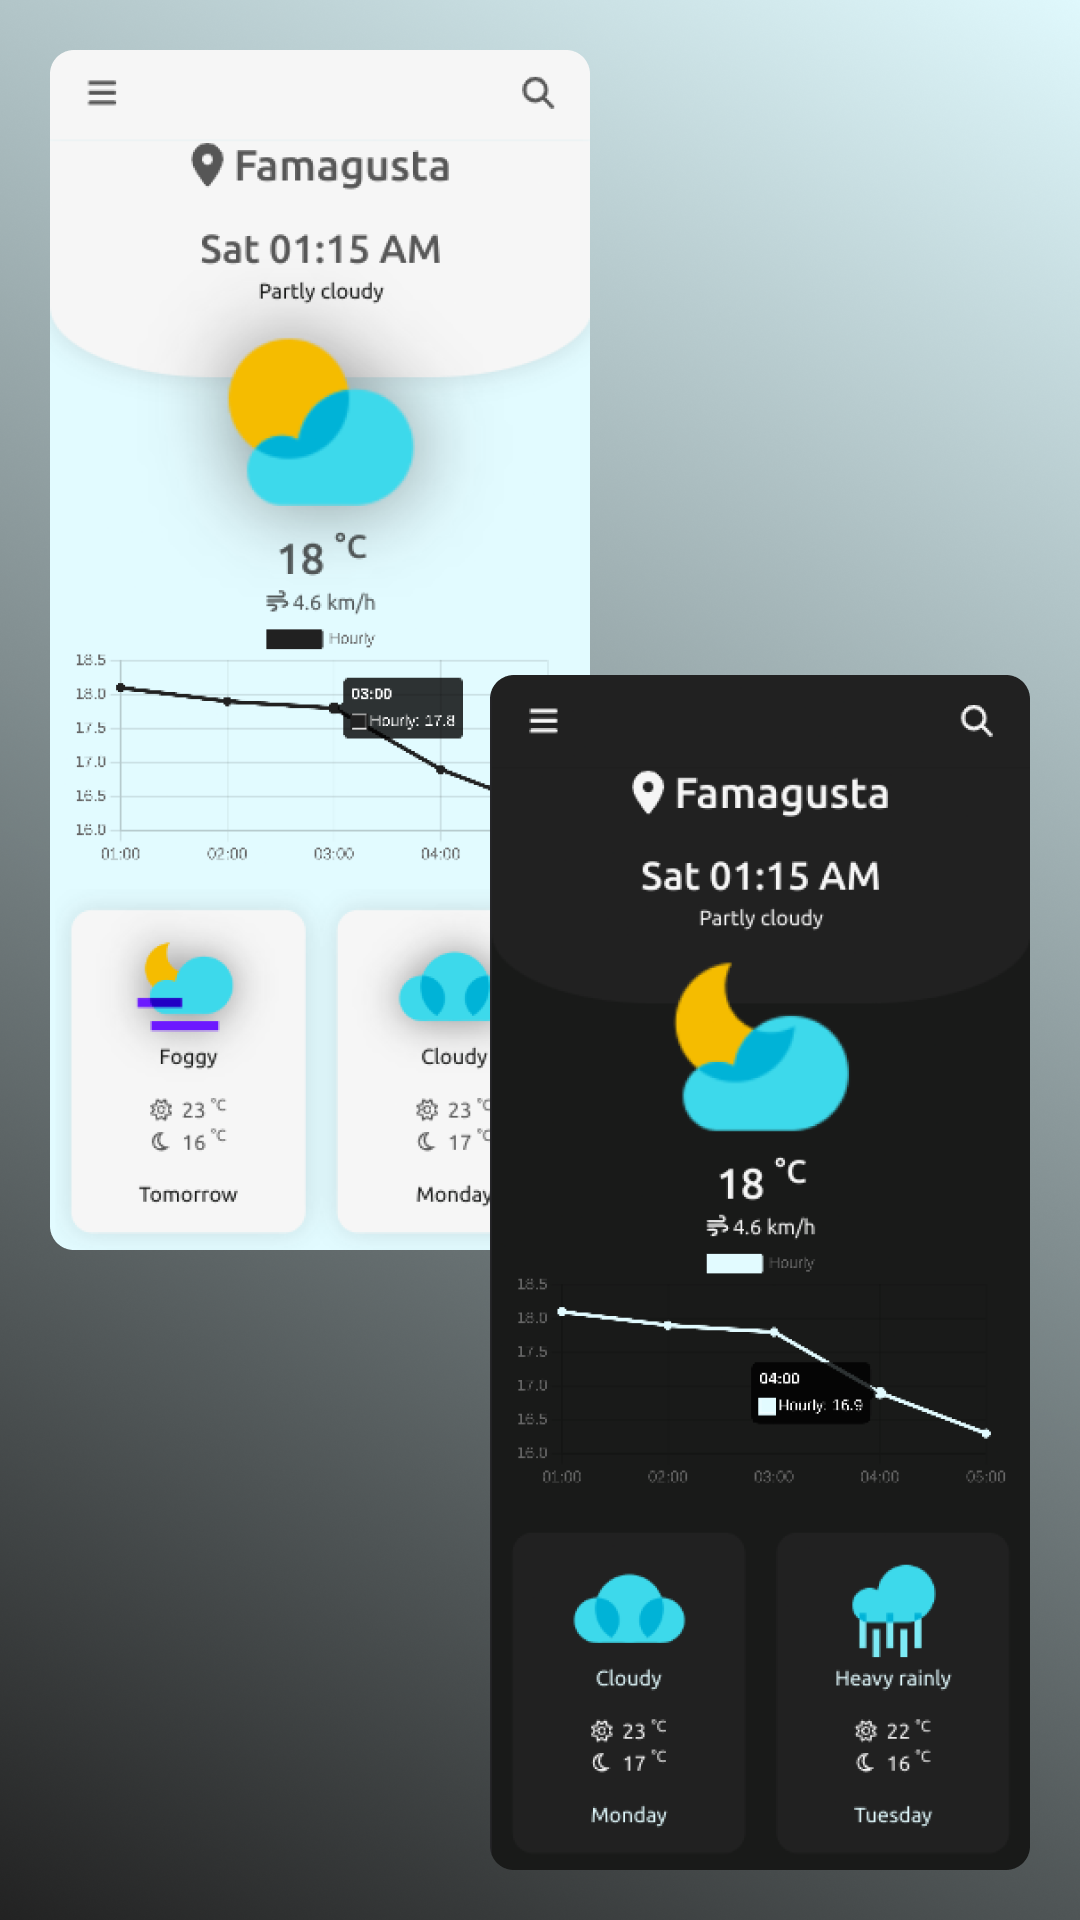 Famagusta
Sat 01:15 AM
Partly cloudy
18 °C
4.6 km/h
Hourly
18.5
18.0
17.5
17.0
16.5
16.0
03:00
Hourly: 17.8
01:00 02:00 03:00 04:00
Foggy
23 °C
16 °C
Tomorrow
Cloudy
23 °C
17 °C
Monday
Famagusta
Sat 01:15 AM
Partly cloudy
18 °C
4.6 km/h
Hourly
18.5
18.0
17.5
17.0
16.5
16.0
04:00
Hourly: 16.9
01:00 02:00 03:00 04:00 05:00
Cloudy
23 °C
17 °C
Monday
Heavy rainly
22 °C
16 °C
Tuesday